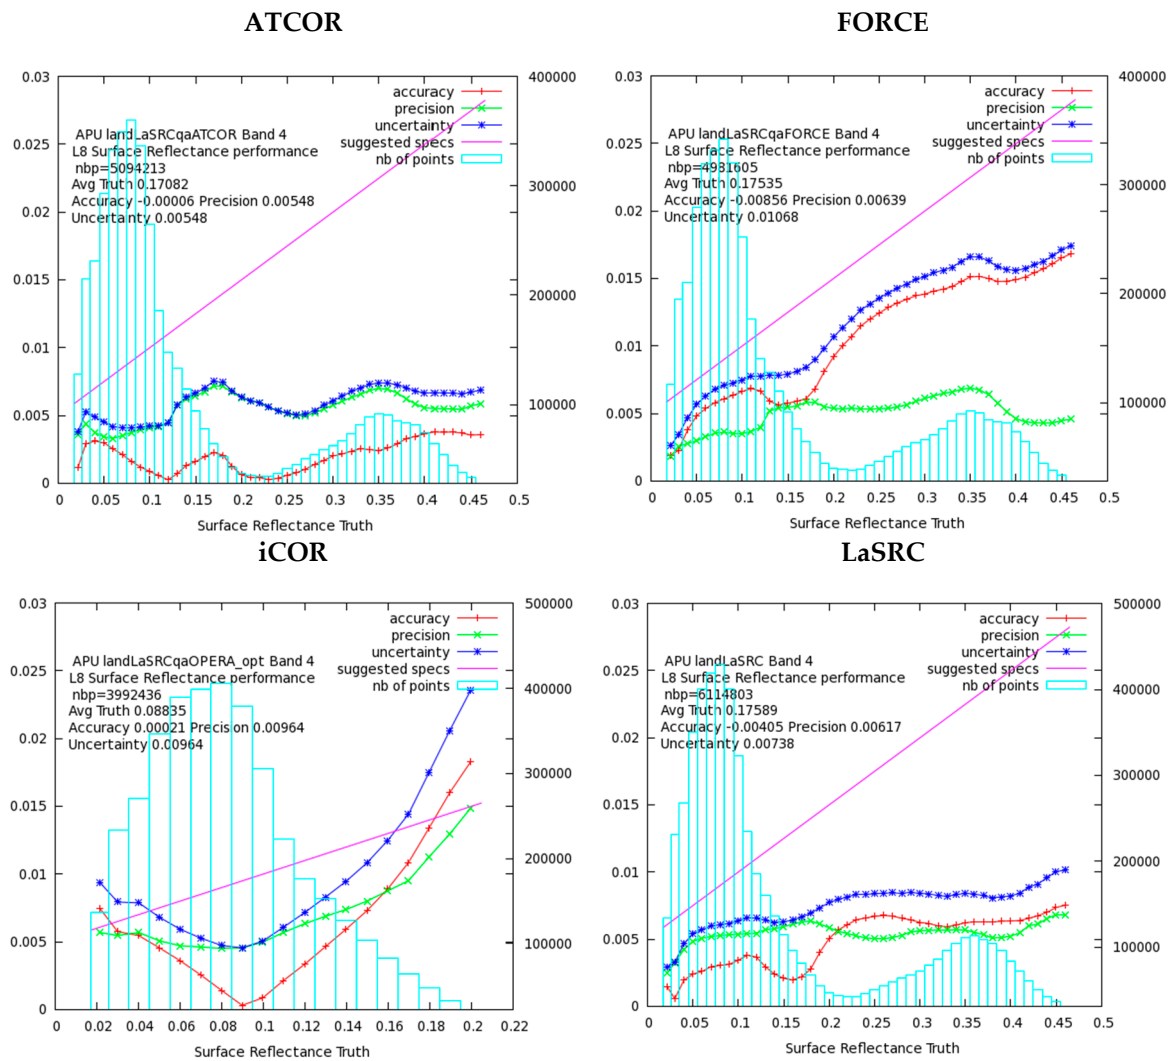 ATCOR
0.03
0.025
0.02
0.015
0.01
0.005
0
400000
300000
200000
100000
accuracy
precision
uncertainty
suggested specs
nb of points
APU landLaSRCqaATCOR Band 4
L8 Surface Reflectance performance
nbp=5094213
Avg Truth 0.17082
Accuracy -0.00006 Precision 0.00548
Uncertainty 0.00548
0 0.05 0.1 0.15 0.2 0.25 0.3 0.35 0.4 0.45 0.5
Surface Reflectance Truth
FORCE
0.03
0.025
0.02
0.015
0.01
0.005
0
400000
300000
200000
100000
accuracy
precision
uncertainty
suggested specs
nb of points
APU landLaSRCqaFORCE Band 4
L8 Surface Reflectance performance
nbp=4981605
Avg Truth 0.17535
Accuracy -0.00856 Precision 0.00639
Uncertainty 0.01068
0 0.05 0.1 0.15 0.2 0.25 0.3 0.35 0.4 0.45 0.5
Surface Reflectance Truth
iCOR
0.03
0.025
0.02
0.015
0.01
0.005
0
500000
400000
300000
200000
100000
accuracy
precision
uncertainty
suggested specs
nb of points
APU landLaSRCqaOPERA_opt Band 4
L8 Surface Reflectance performance
nbp=3992436
Avg Truth 0.08835
Accuracy 0.00021 Precision 0.00964
Uncertainty 0.00964
0 0.02 0.04 0.06 0.08 0.1 0.12 0.14 0.16 0.18 0.2 0.22
Surface Reflectance Truth
LaSRC
0.03
0.025
0.02
0.015
0.01
0.005
0
500000
400000
300000
200000
100000
accuracy
precision
uncertainty
suggested specs
nb of points
APU landLaSRC Band 4
L8 Surface Reflectance performance
nbp=6114803
Avg Truth 0.17589
Accuracy -0.00405 Precision 0.00617
Uncertainty 0.00738
0 0.05 0.1 0.15 0.2 0.25 0.3 0.35 0.4 0.45 0.5
Surface Reflectance Truth